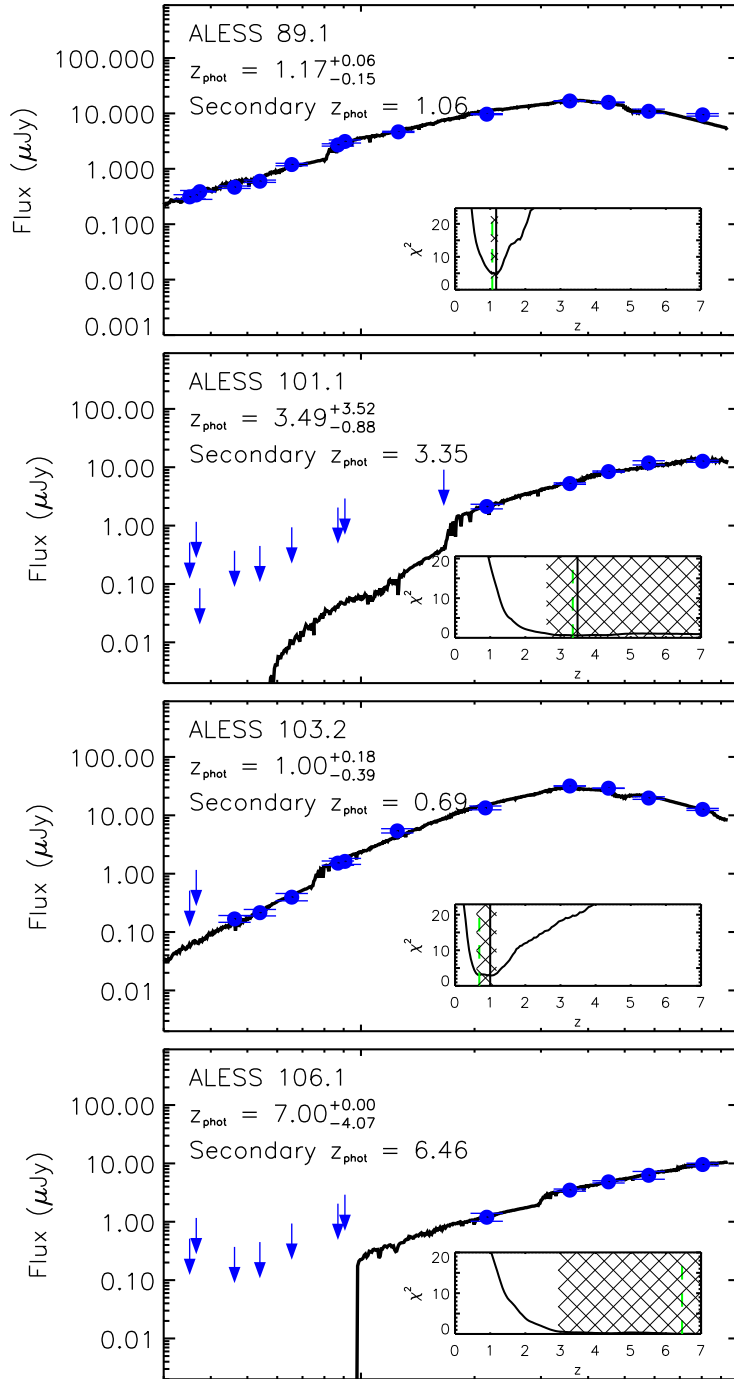 ALESS 89.1
z_phot = 1.17 +0.06 -0.15
Secondary z_phot = 1.06
100.000
10.000
1.000
0.100
0.010
0.001
Flux (μJy)
χ²
20
10
0
0 1 2 3 4 5 6 7
z
ALESS 101.1
z_phot = 3.49 +3.52 -0.88
Secondary z_phot = 3.35
100.00
10.00
1.00
0.10
0.01
Flux (μJy)
χ²
20
10
0
0 1 2 3 4 5 6 7
z
ALESS 103.2
z_phot = 1.00 +0.18 -0.39
Secondary z_phot = 0.69
100.00
10.00
1.00
0.10
0.01
Flux (μJy)
χ²
20
10
0
0 1 2 3 4 5 6 7
z
ALESS 106.1
z_phot = 7.00 +0.00 -4.07
Secondary z_phot = 6.46
100.00
10.00
1.00
0.10
0.01
Flux (μJy)
χ²
20
10
0
0 1 2 3 4 5 6 7
z